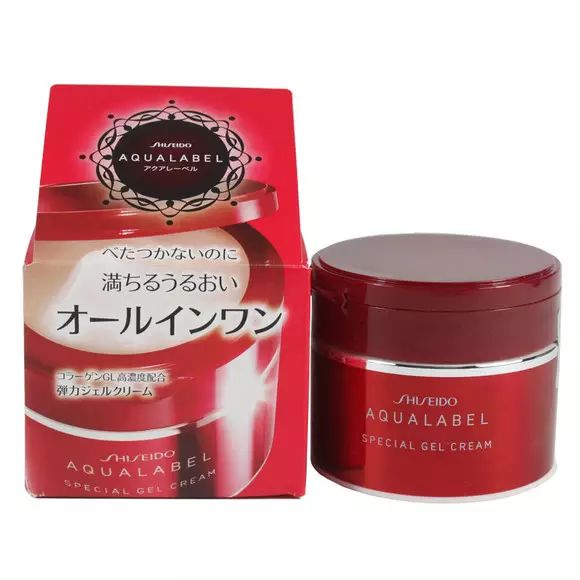 SHISEIDO
AQUALABEL
アクアレーベル
べたつかないのに
満ちるうるおい
オールインワン
コラーゲンGL高濃度配合
弾力ジェルクリーム
SHISEIDO
AQUALABEL
SPECIAL GEL CREAM
SHISEIDO
AQUALABEL
SPECIAL GEL CREAM